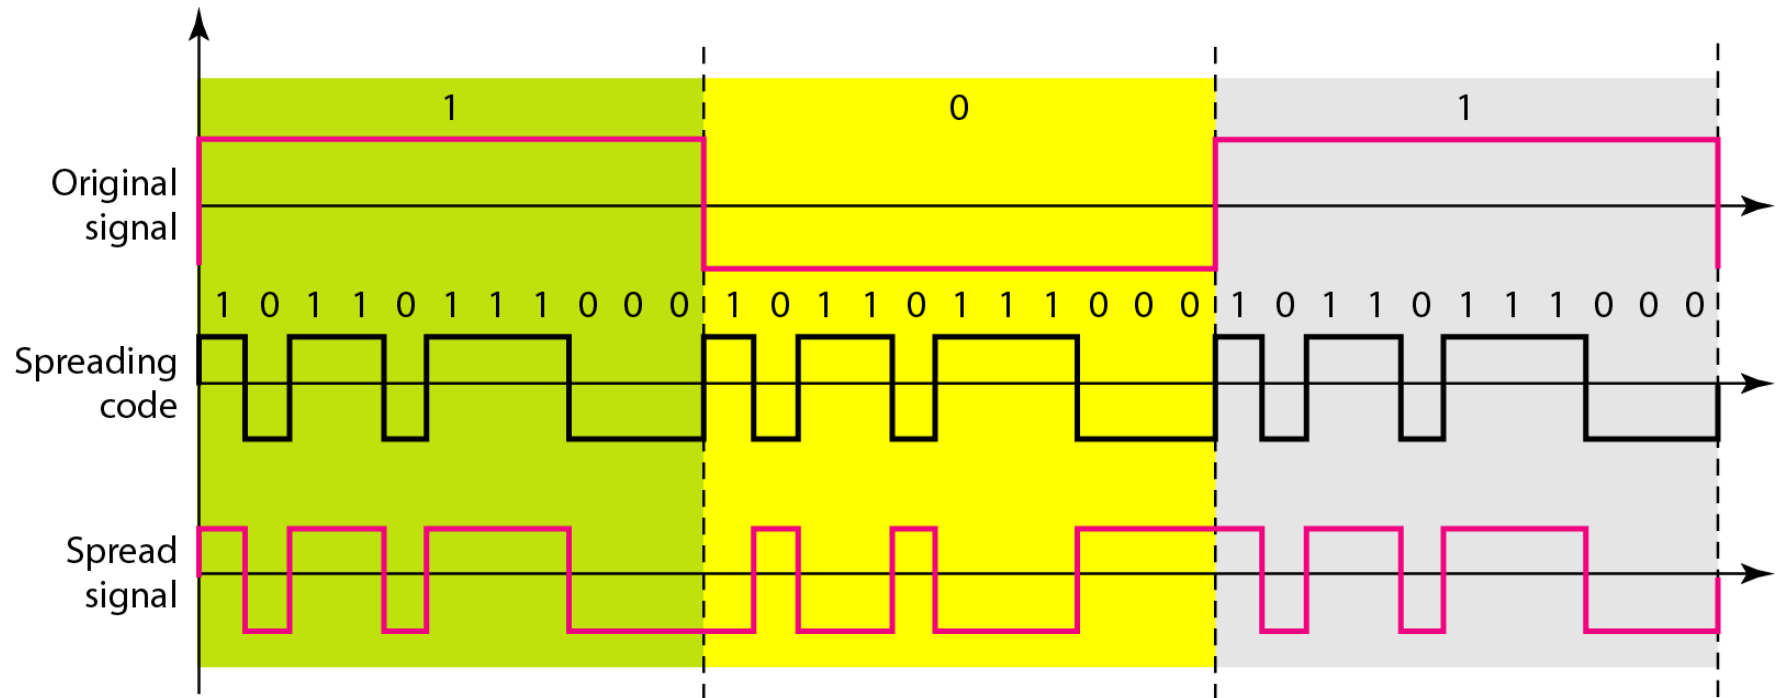 1 0 1
Original
signal
1 0 1 1 0 1 1 1 0 0 0 1 0 1 1 0 1 1 1 0 0 0 1 0 1 1 0 1 1 1 0 0 0
Spreading
code
Spread
signal